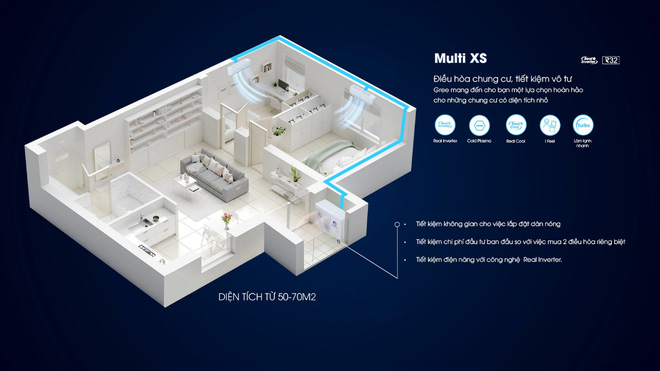 Multi XS
R32
Điều hòa chung cư, tiết kiệm vô tư
Gree mang đến cho bạn một lựa chọn hoàn hảo
cho những chung cư có diện tích nhỏ
Real Inverter
Cold Plasma
Real Cool
I Feel
Làm lạnh
nhanh
Tiết kiệm không gian cho việc lắp đặt dàn nóng
Tiết kiệm chi phí đầu tư ban đầu so với việc mua 2 điều hòa riêng biệt
Tiết kiệm điện năng với công nghệ Real Inverter.
DIỆN TÍCH TỪ 50-70M2